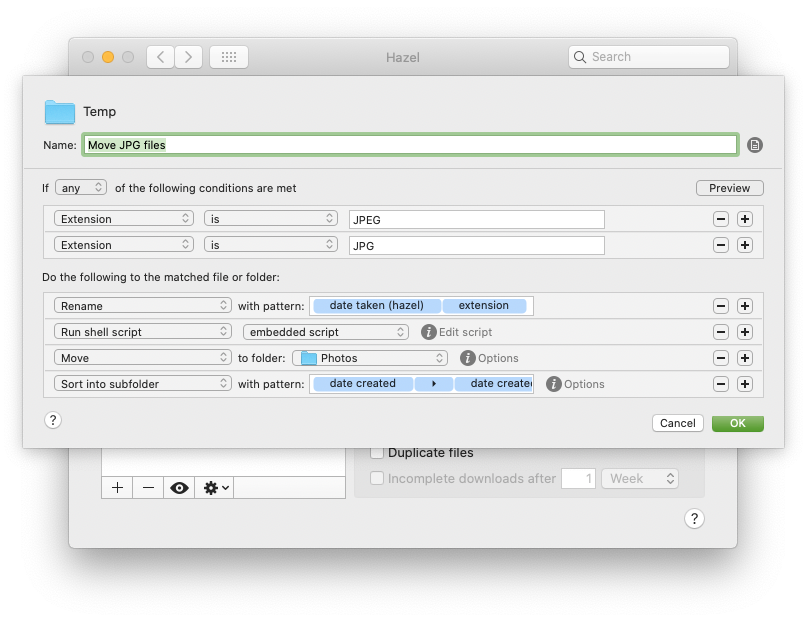 Hazel
Search
Temp
Name: Move JPG files
If any of the following conditions are met Preview
Extension is JPEG
Extension is JPG
Do the following to the matched file or folder:
Rename with pattern: date taken (hazel) extension
Run shell script embedded script Edit script
Move to folder: Photos Options
Sort into subfolder with pattern: date created date create Options
? Cancel OK
Duplicate files
Incomplete downloads after 1 Week
?